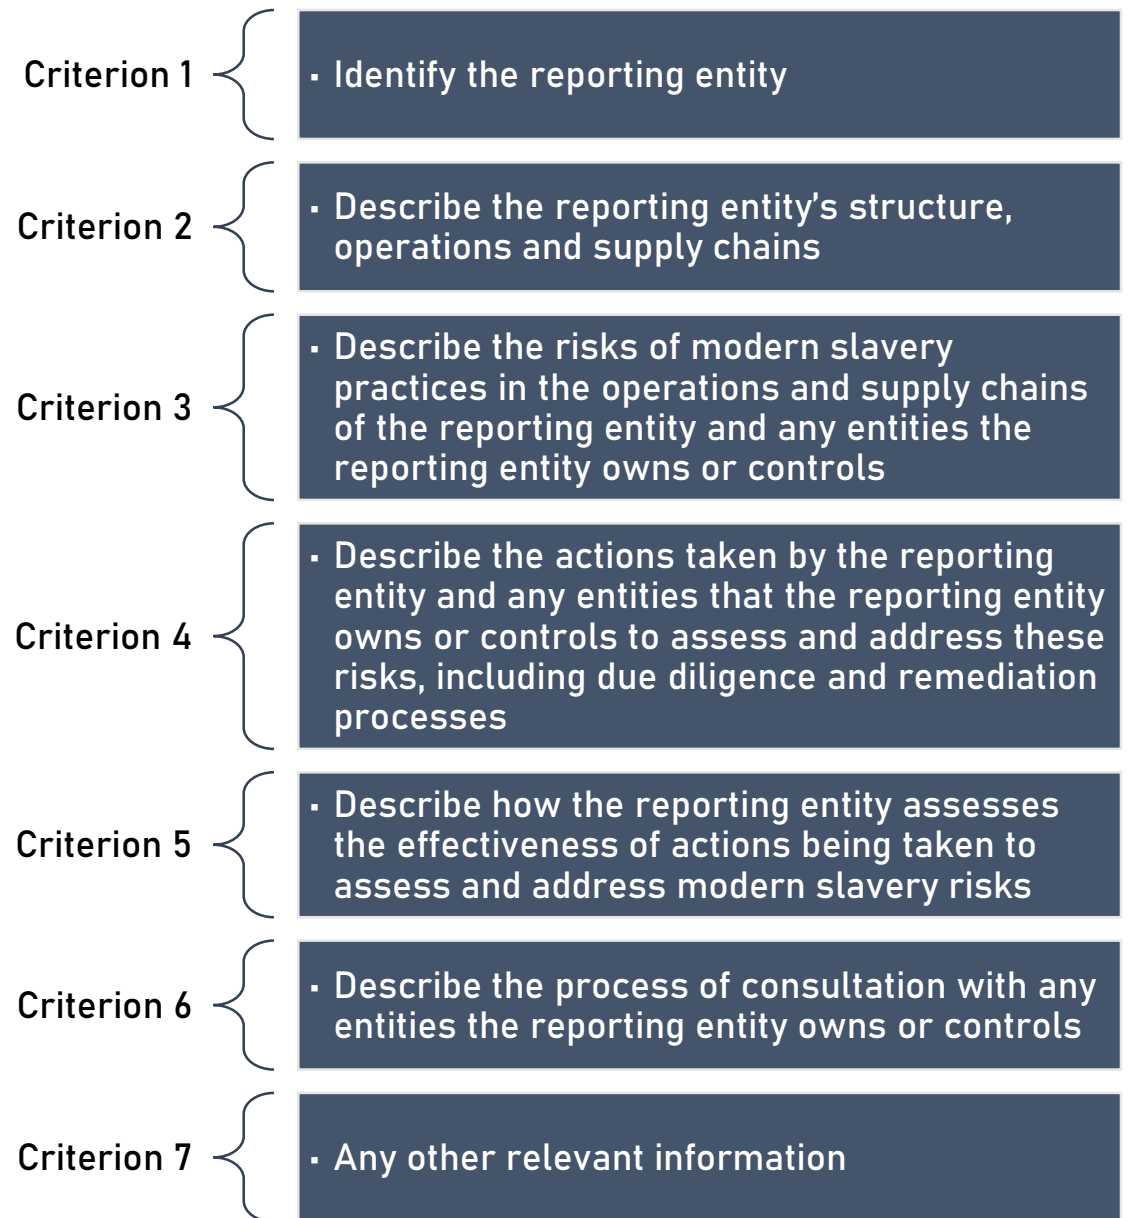 Criterion 1
▪ Identify the reporting entity
Criterion 2
▪ Describe the reporting entity’s structure,
operations and supply chains
Criterion 3
▪ Describe the risks of modern slavery
practices in the operations and supply chains
of the reporting entity and any entities the
reporting entity owns or controls
Criterion 4
▪ Describe the actions taken by the reporting
entity and any entities that the reporting entity
owns or controls to assess and address these
risks, including due diligence and remediation
processes
Criterion 5
▪ Describe how the reporting entity assesses
the effectiveness of actions being taken to
assess and address modern slavery risks
Criterion 6
▪ Describe the process of consultation with any
entities the reporting entity owns or controls
Criterion 7
▪ Any other relevant information